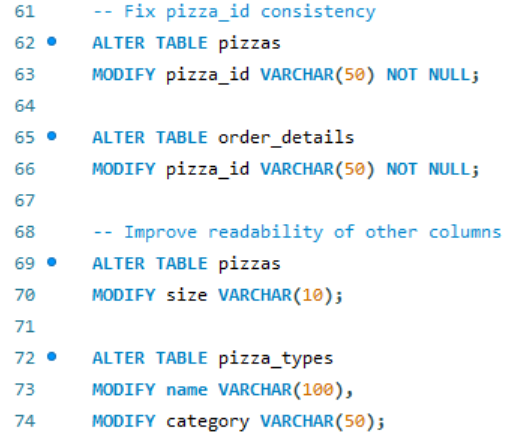 61 -- Fix pizza_id consistency
62 ALTER TABLE pizzas
63 MODIFY pizza_id VARCHAR(50) NOT NULL;
64
65 ALTER TABLE order_details
66 MODIFY pizza_id VARCHAR(50) NOT NULL;
67
68 -- Improve readability of other columns
69 ALTER TABLE pizzas
70 MODIFY size VARCHAR(10);
71
72 ALTER TABLE pizza_types
73 MODIFY name VARCHAR(100),
74 MODIFY category VARCHAR(50);